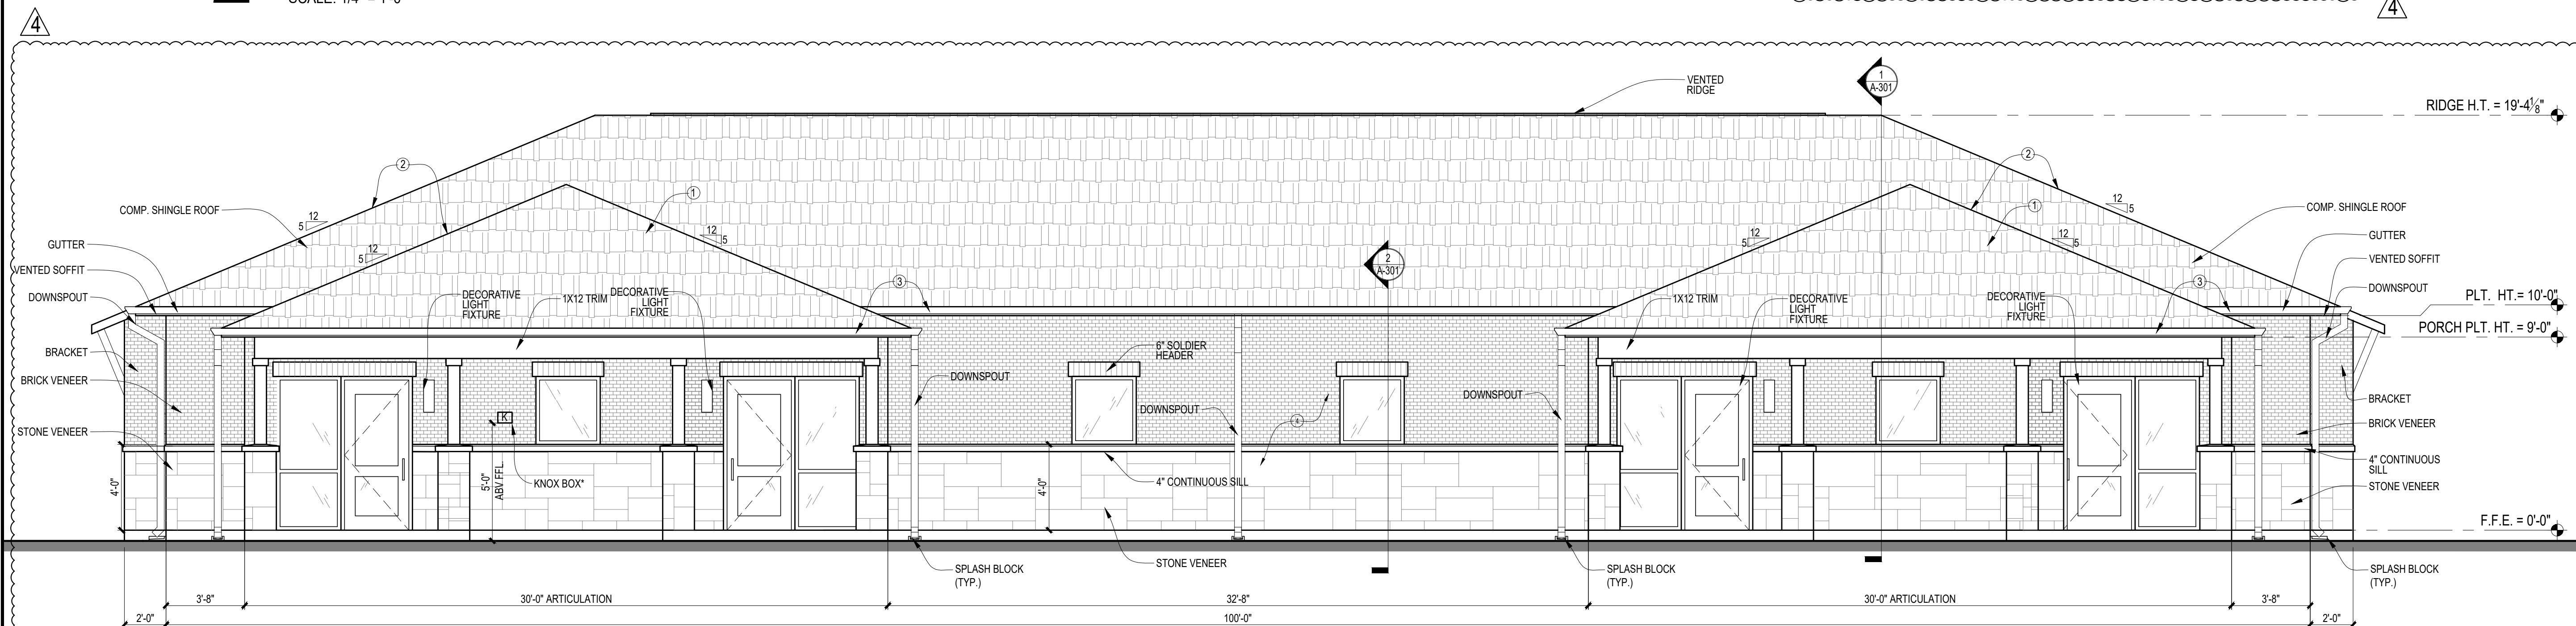 SCALE: 1/4" = 1'-0"
4
4
VENTED
RIDGE
1
A-301
RIDGE H.T. = 19'-4⅛"
2
1
2
1
COMP. SHINGLE ROOF
12
5
12
5
12
5
12
5
12
5
12
5
COMP. SHINGLE ROOF
GUTTER
VENTED SOFFIT
DOWNSPOUT
2
A-301
3
3
GUTTER
VENTED SOFFIT
DOWNSPOUT
PLT. HT.= 10'-0"
PORCH PLT. HT. = 9'-0"
DECORATIVE
LIGHT
FIXTURE
1X12 TRIM
DECORATIVE
LIGHT
FIXTURE
1X12 TRIM
DECORATIVE
LIGHT
FIXTURE
DECORATIVE
LIGHT
FIXTURE
BRACKET
BRICK VENEER
STONE VENEER
6" SOLDIER
HEADER
DOWNSPOUT
DOWNSPOUT
DOWNSPOUT
4
K
KNOX BOX*
5'-0"
ABV FFL.
4'-0"
4'-0"
4" CONTINUOUS SILL
STONE VENEER
BRACKET
BRICK VENEER
4" CONTINUOUS
SILL
STONE VENEER
F.F.E. = 0'-0"
SPLASH BLOCK
(TYP.)
SPLASH BLOCK
(TYP.)
SPLASH BLOCK
(TYP.)
3'-8"
30'-0" ARTICULATION
32'-8"
30'-0" ARTICULATION
3'-8"
2'-0"
100'-0"
2'-0"